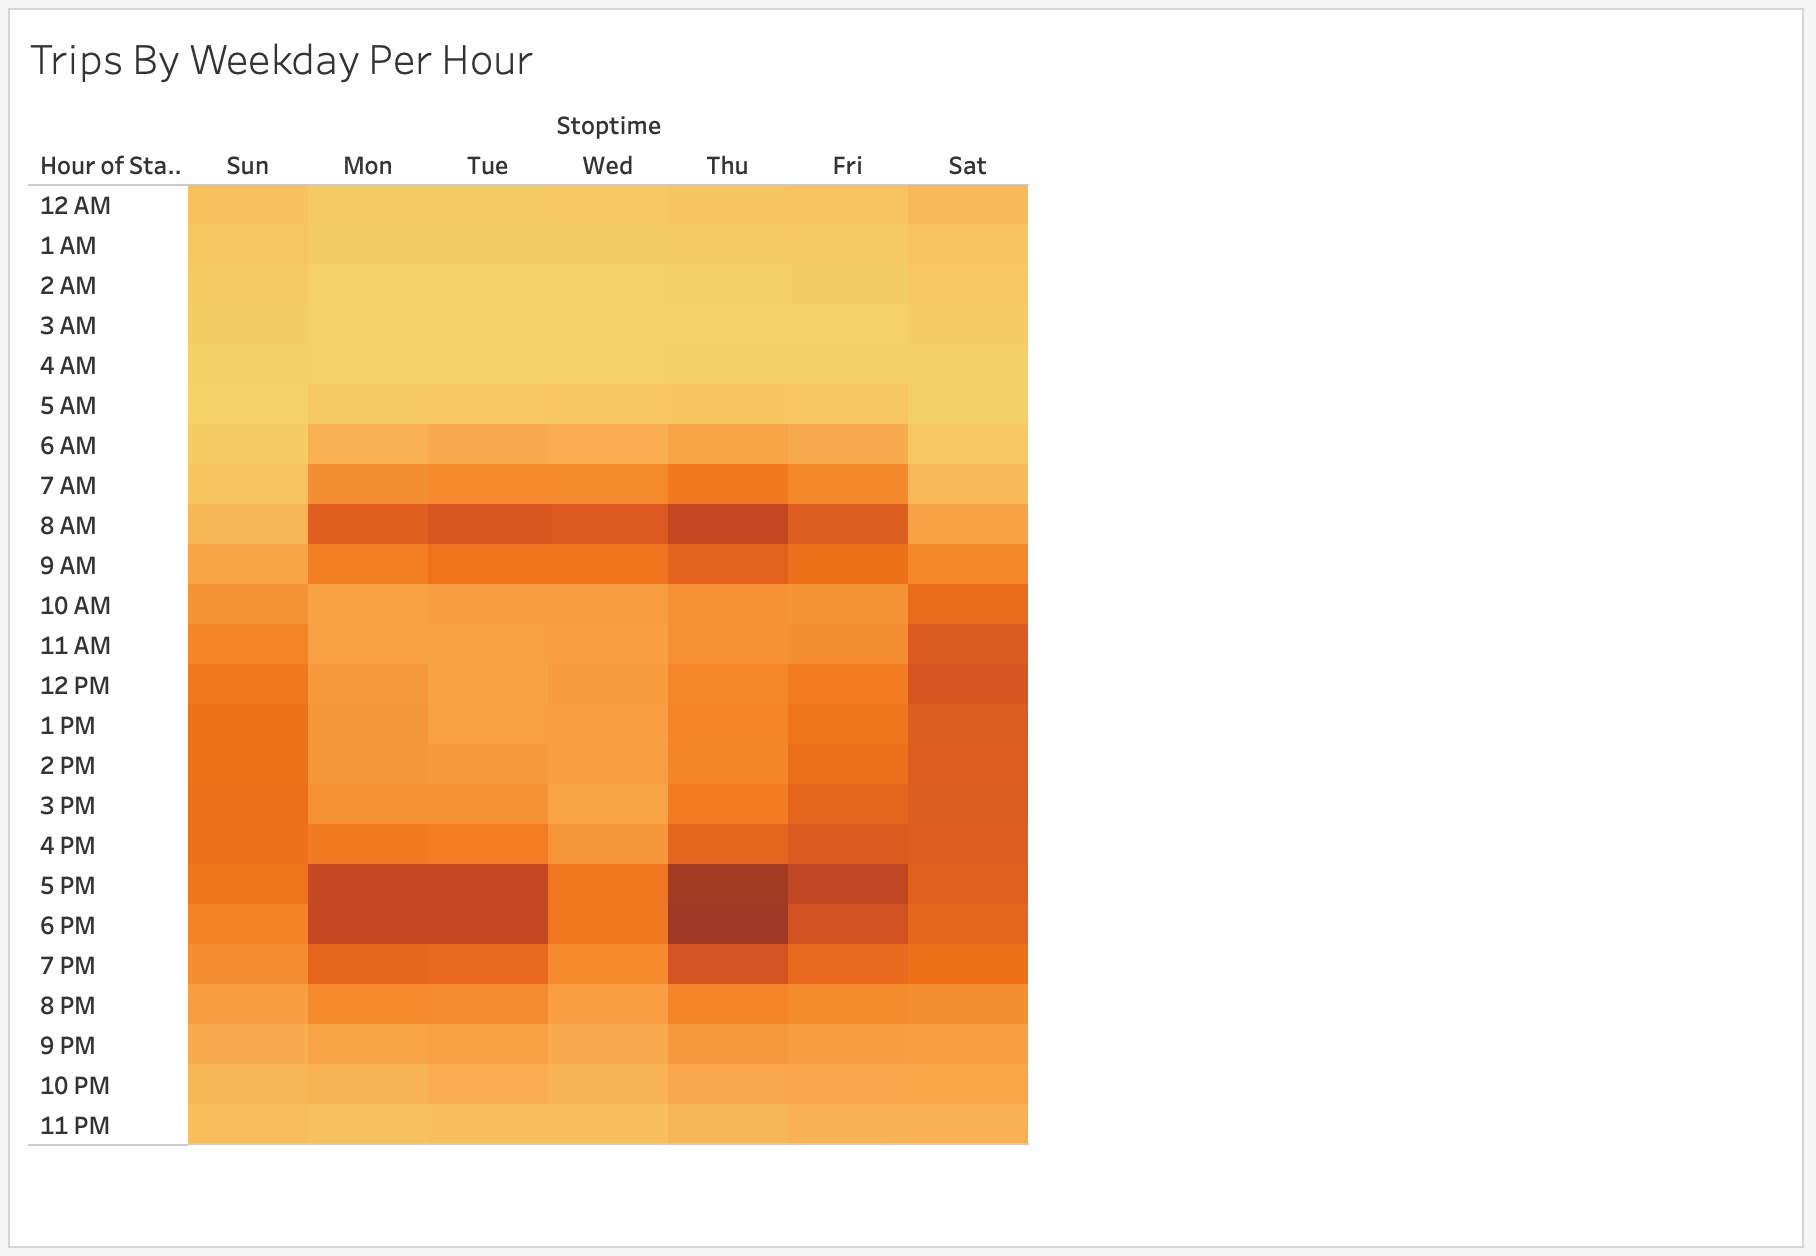 Trips By Weekday Per Hour
Stoptime
Hour of Sta.. Sun Mon Tue Wed Thu Fri Sat
12 AM
1 AM
2 AM
3 AM
4 AM
5 AM
6 AM
7 AM
8 AM
9 AM
10 AM
11 AM
12 PM
1 PM
2 PM
3 PM
4 PM
5 PM
6 PM
7 PM
8 PM
9 PM
10 PM
11 PM